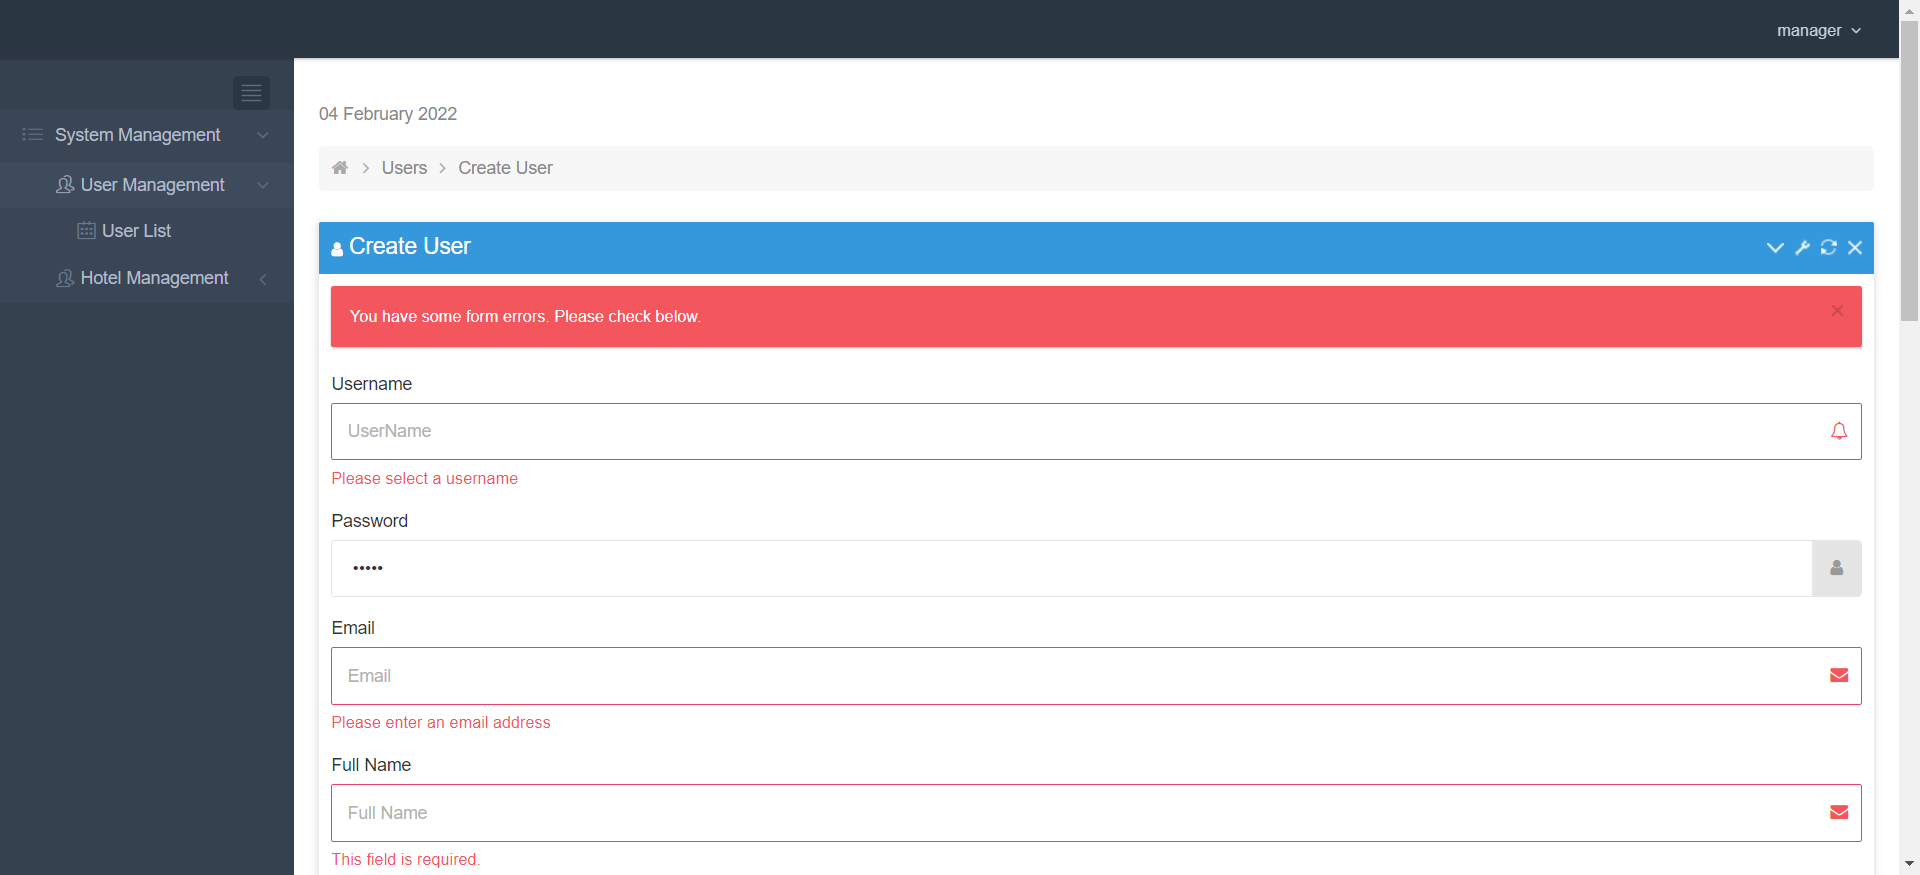 manager
System Management
User Management
User List
Hotel Management
04 February 2022
Users > Create User
Create User
You have some form errors. Please check below.
Username
UserName
Please select a username
Password
•••••
Email
Email
Please enter an email address
Full Name
Full Name
This field is required.